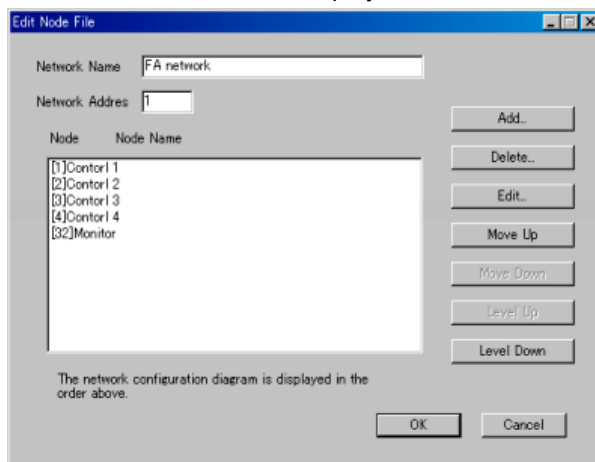 Edit Node File
Network Name FA network
Network Addres 1
Node Node Name
[1]Contorl 1
[2]Contorl 2
[3]Contorl 3
[4]Contorl 4
[32]Monitor
Add...
Delete...
Edit...
Move Up
Move Down
Level Up
Level Down
The network configuration diagram is displayed in the
order above.
OK Cancel